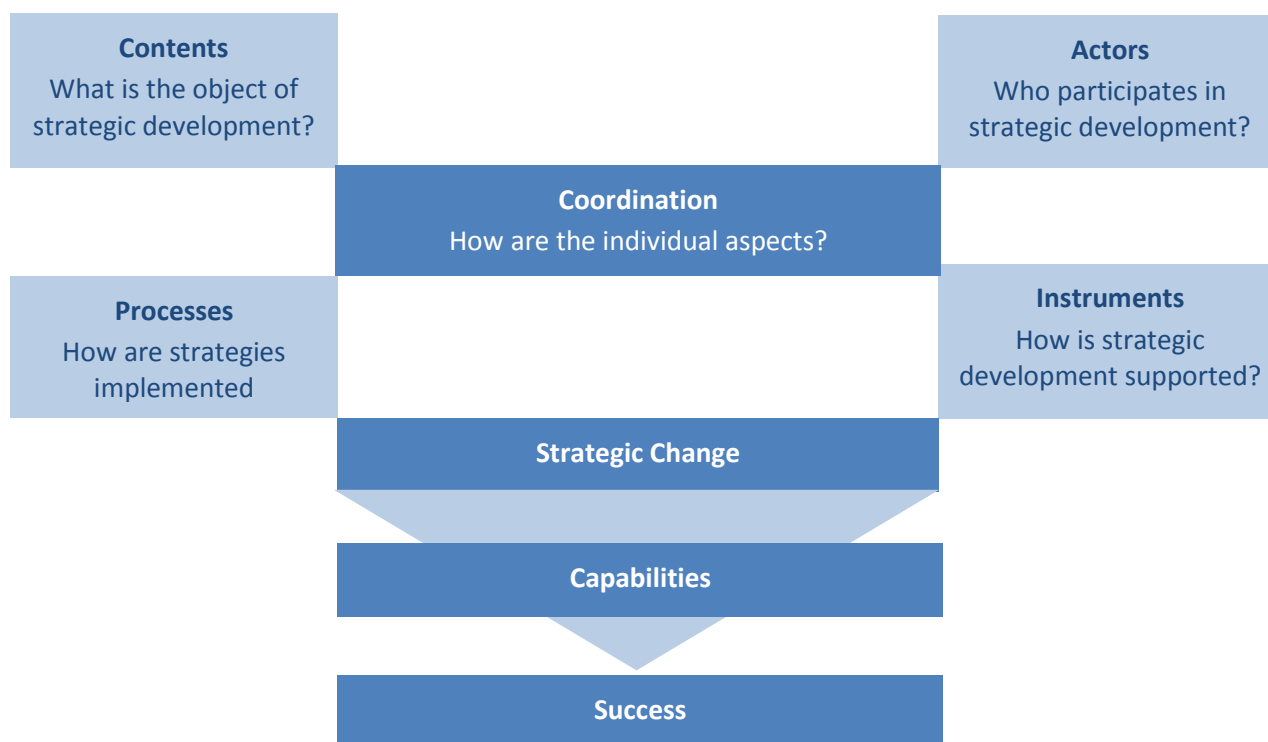 Contents
What is the object of
strategic development?
Actors
Who participates in
strategic development?
Coordination
How are the individual aspects?
Processes
How are strategies
implemented
Instruments
How is strategic
development supported?
Strategic Change
Capabilities
Success